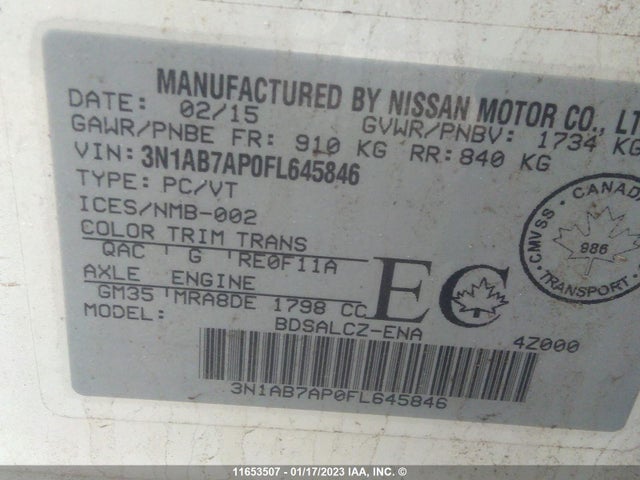 MANUFACTURED BY NISSAN MOTOR CO., LT
DATE: 02/15 GVWR/PNBV: 1734 KG
GAWR/PNBE FR: 910 KG RR: 840 KG
VIN: 3N1AB7AP0FL645846
TYPE: PC/VT
ICES/NMB-002
COLOR TRIM TRANS
QAC G RE0F11A
AXLE ENGINE
GM35 MRA8DE 1798 CC
MODEL: BDSALCZ-ENA
EC
4Z000
CMVSS CANADA
986
TRANSPORT
3N1AB7AP0FL645846
11653507 - 01/17/2023 IAA, INC. ©